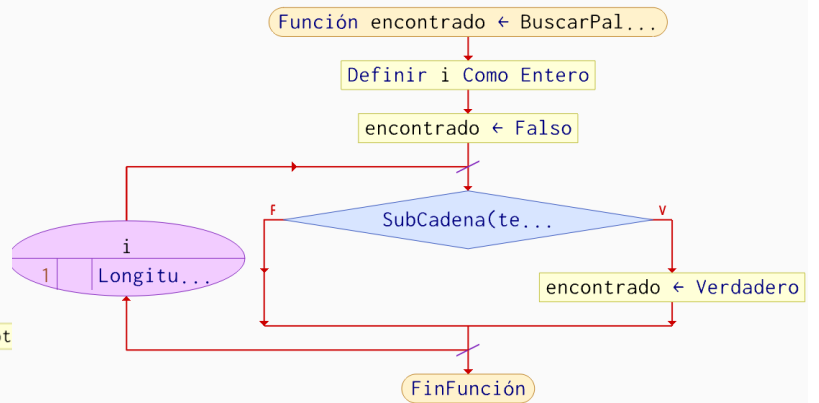 Función encontrado ← BuscarPal...
Definir i Como Entero
encontrado ← Falso
F
SubCadena(te...
V
i
1
Longitu...
encontrado ← Verdadero
FinFunción